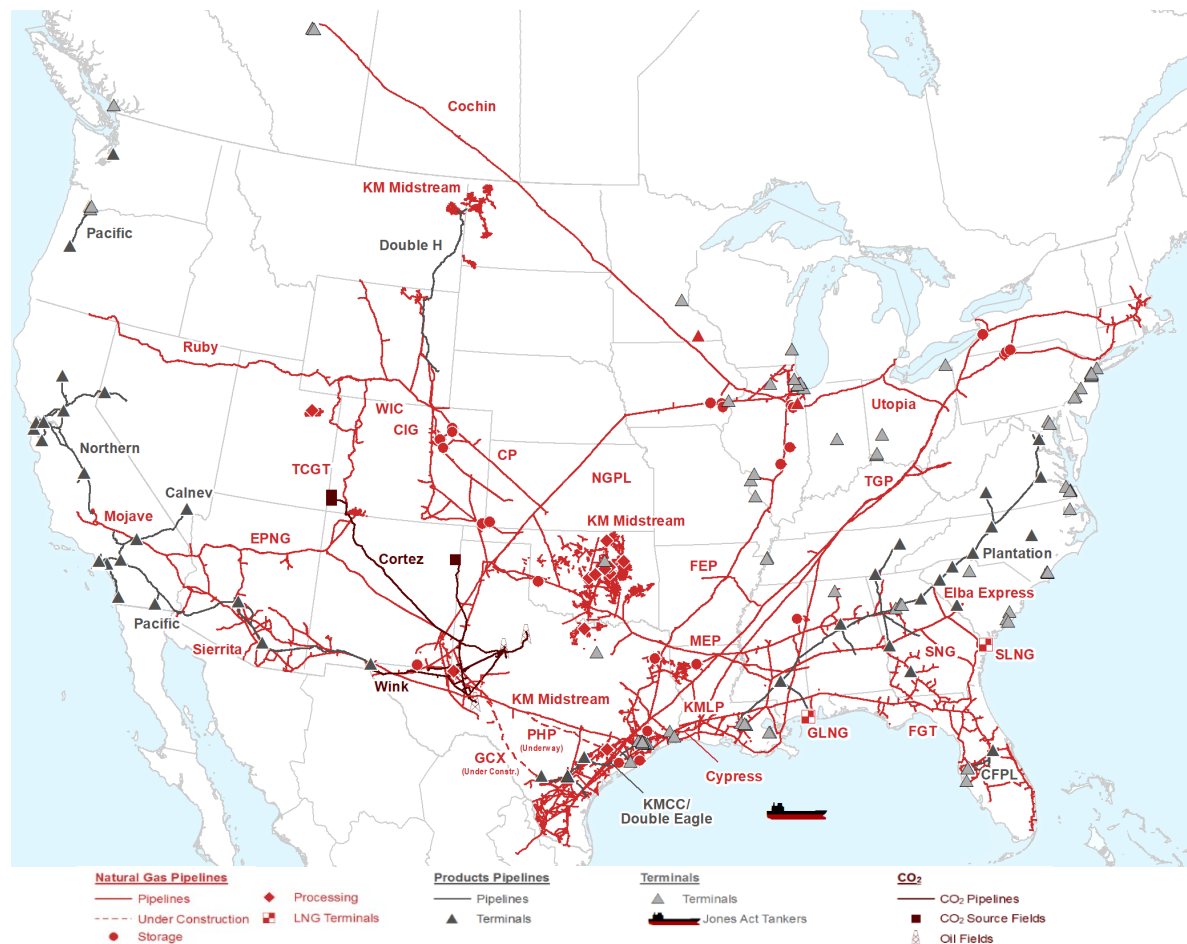 Cochin
KM Midstream
Pacific
Double H
Ruby
WIC
Utopia
CIG
Northern
CP
TCGT
NGPL
TGP
Calnev
Mojave
KM Midstream
EPNG
Cortez
Plantation
FEP
Elba Express
Pacific
Sierrita
MEP
SNG
SLNG
Wink
KM Midstream
KMLP
PHP
(Underway)
GLNG
FGT
GCX
(Under Constr.)
Cypress
CFPL
KMCC/
Double Eagle
Natural Gas Pipelines
Pipelines
Under Construction
Storage
Processing
LNG Terminals
Products Pipelines
Pipelines
Terminals
Terminals
Terminals
Jones Act Tankers
CO₂
CO₂ Pipelines
CO₂ Source Fields
Oil Fields